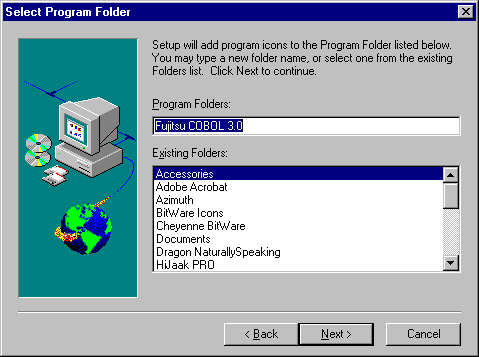 Select Program Folder
Setup will add program icons to the Program Folder listed below.
You may type a new folder name, or select one from the existing
Folders list. Click Next to continue.
Program Folders:
Fujitsu COBOL 3.0
Existing Folders:
Accessories
Adobe Acrobat
Azimuth
BitWare Icons
Cheyenne BitWare
Documents
Dragon NaturallySpeaking
HiJaak PRO
< Back
Next >
Cancel